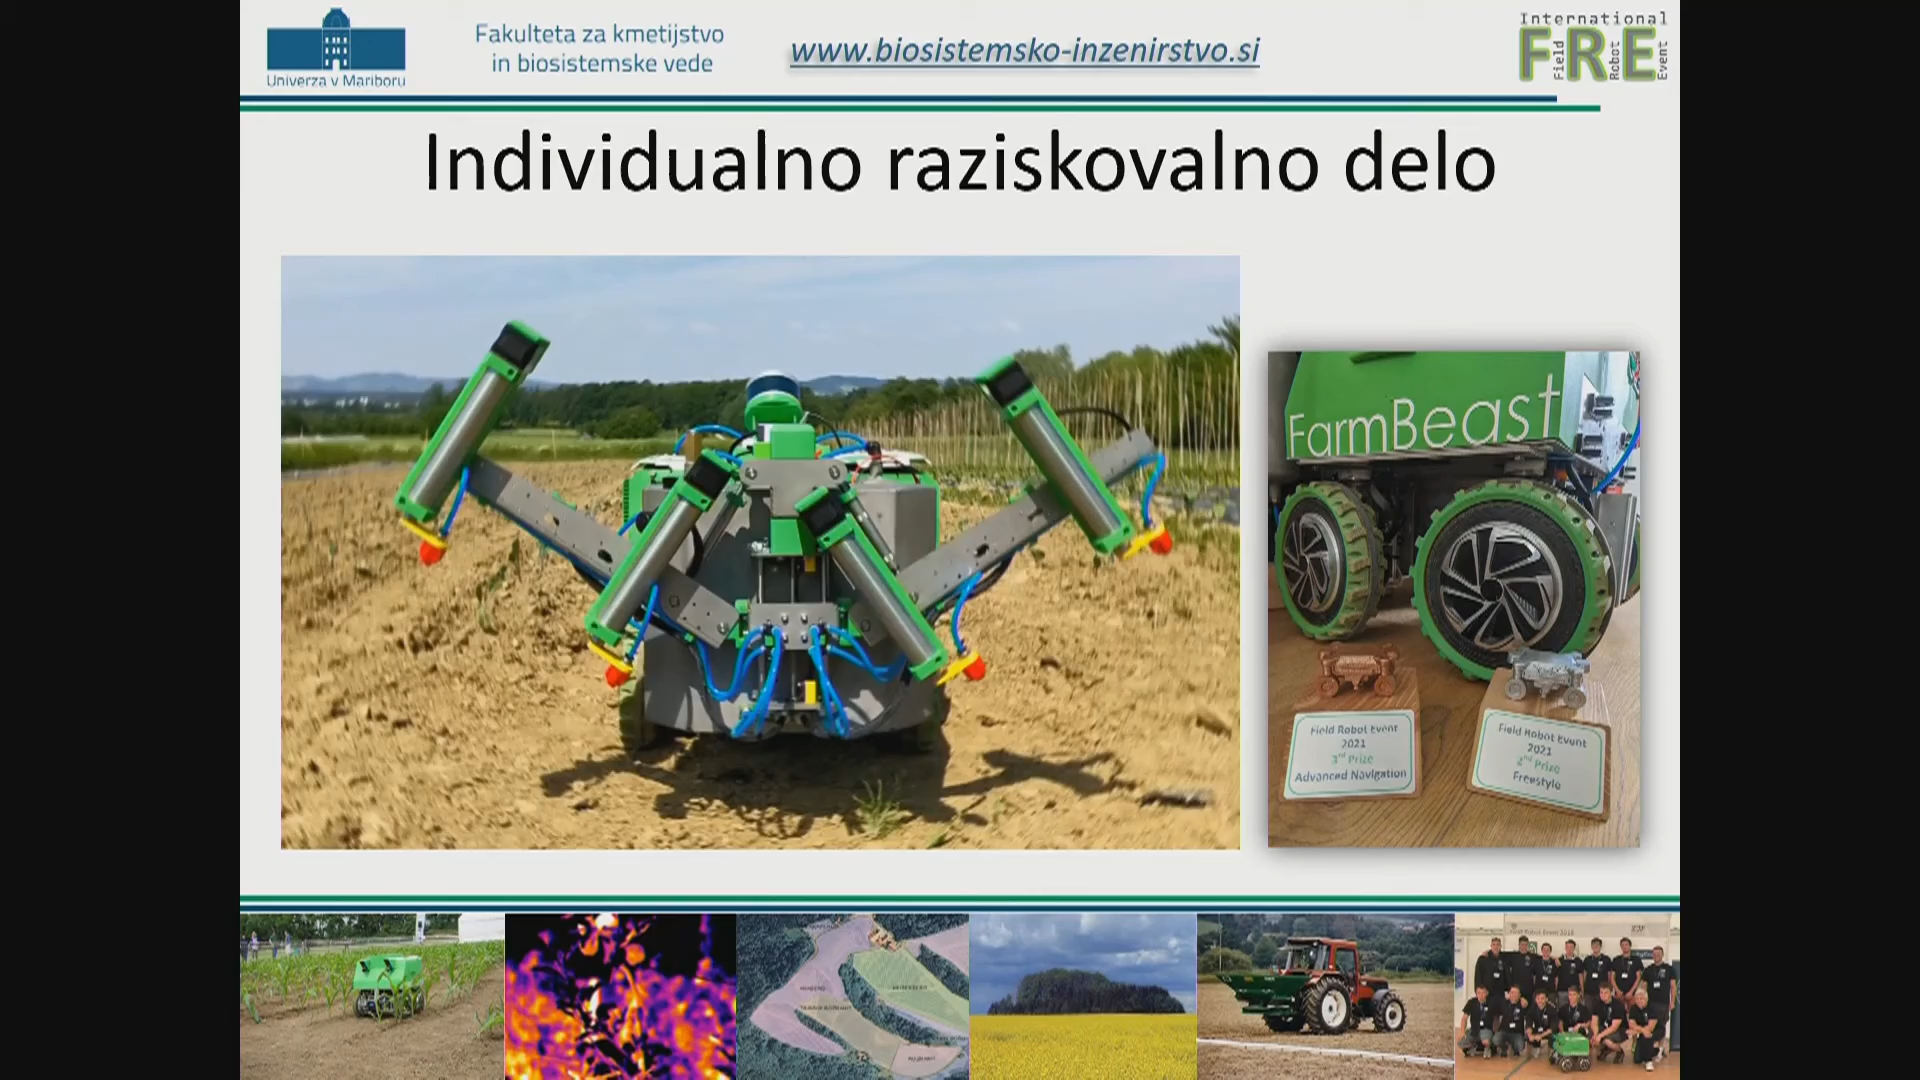 Univerza v Mariboru
Fakulteta za kmetijstvo
in biosistemske vede
www.biosistemsko-inzenirstvo.si
International
FRE
Field
Robot
Event
Individualno raziskovalno delo
FarmBeast
Field Robot Event
2021
3rd Prize
Advanced Navigation
Field Robot Event
2021
2nd Prize
Freestyle